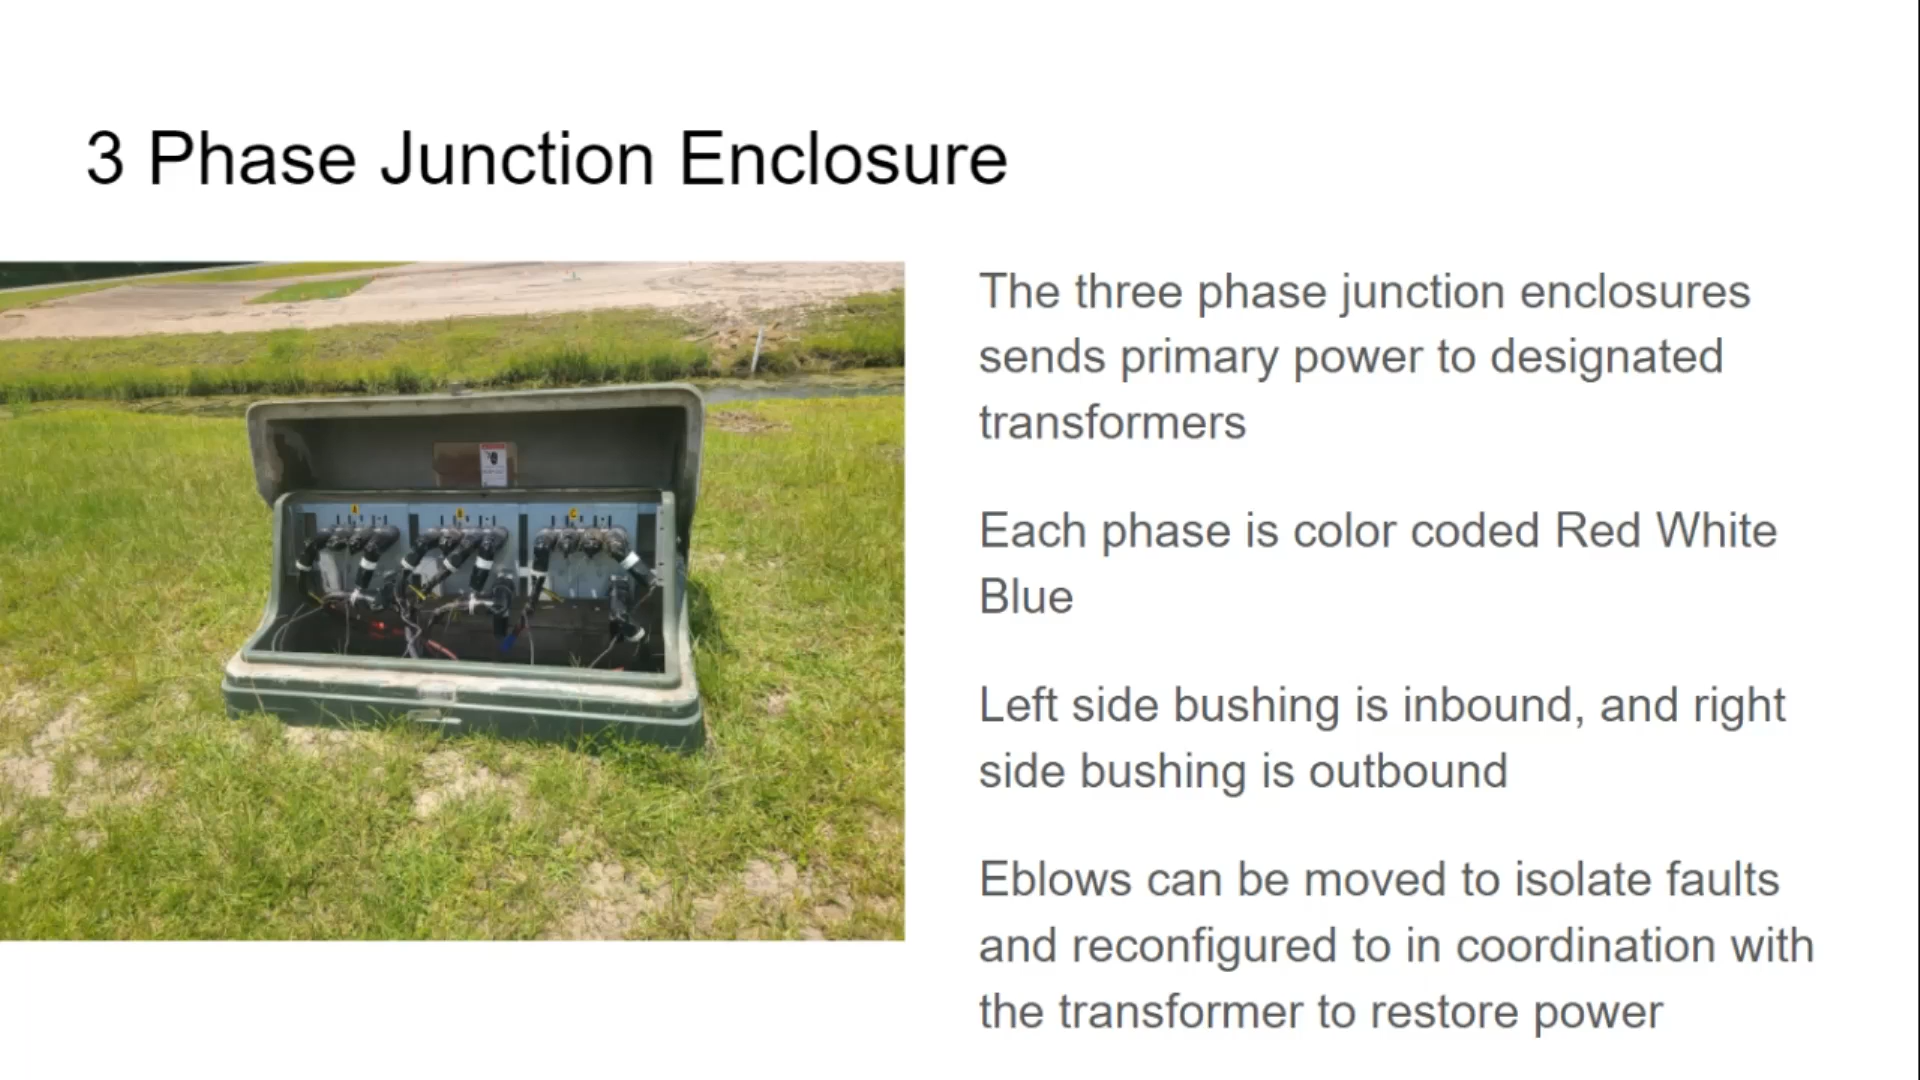 3 Phase Junction Enclosure
The three phase junction enclosures
sends primary power to designated
transformers
Each phase is color coded Red White
Blue
Left side bushing is inbound, and right
side bushing is outbound
Eblows can be moved to isolate faults
and reconfigured to in coordination with
the transformer to restore power